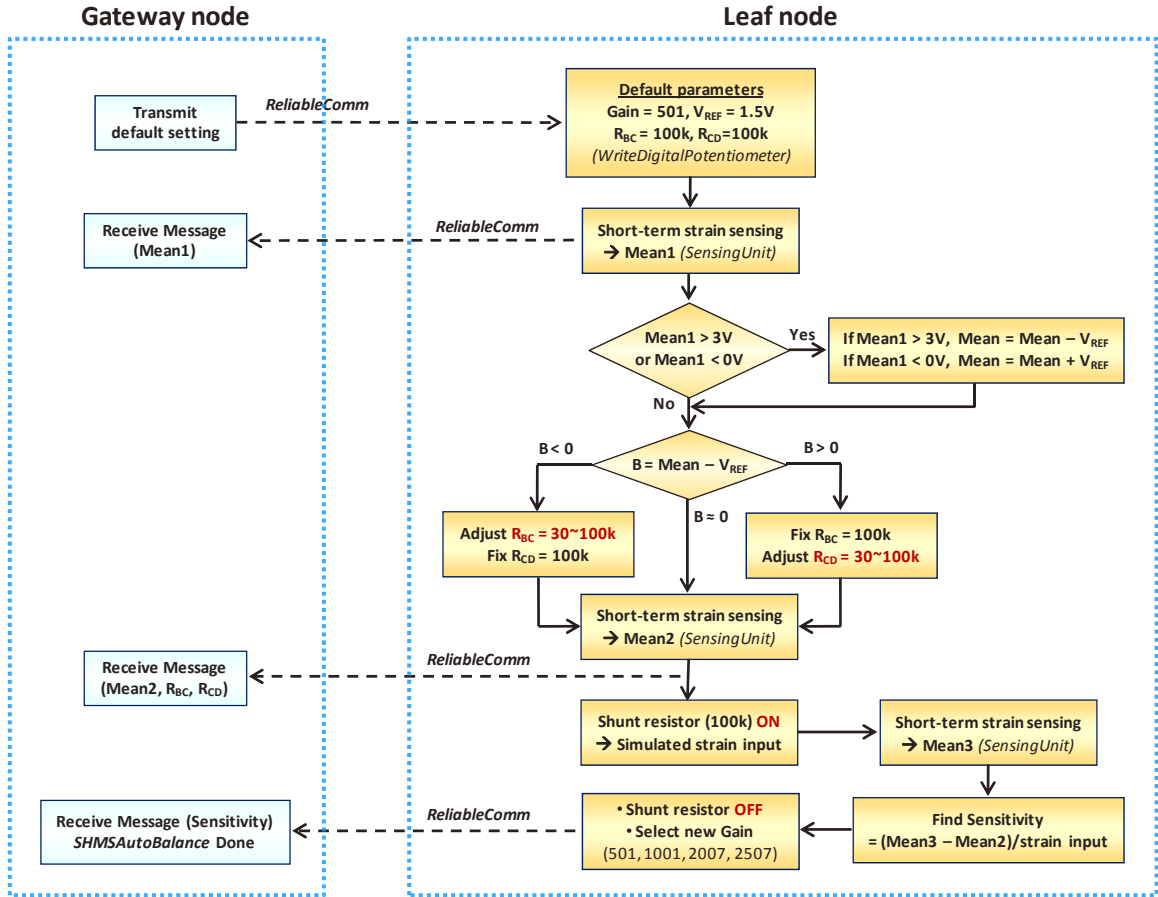 Gateway node
Leaf node
Transmit
default setting
ReliableComm
Default parameters
Gain = 501, VREF = 1.5V
RBC = 100k, RCD=100k
(WriteDigitalPotentiometer)
Receive Message
(Mean1)
ReliableComm
Short-term strain sensing
→ Mean1 (SensingUnit)
Mean1 > 3V
or Mean1 < 0V
Yes
If Mean1 > 3V, Mean = Mean – VREF
If Mean1 < 0V, Mean = Mean + VREF
No
B < 0
B = Mean – VREF
B > 0
B ≈ 0
Adjust RBC = 30~100k
Fix RCD = 100k
Fix RBC = 100k
Adjust RCD = 30~100k
Short-term strain sensing
→ Mean2 (SensingUnit)
Receive Message
(Mean2, RBC, RCD)
ReliableComm
Shunt resistor (100k) ON
→ Simulated strain input
Short-term strain sensing
→ Mean3 (SensingUnit)
Receive Message (Sensitivity)
SHMSAutoBalance Done
ReliableComm
• Shunt resistor OFF
• Select new Gain
(501, 1001, 2007, 2507)
Find Sensitivity
= (Mean3 – Mean2)/strain input